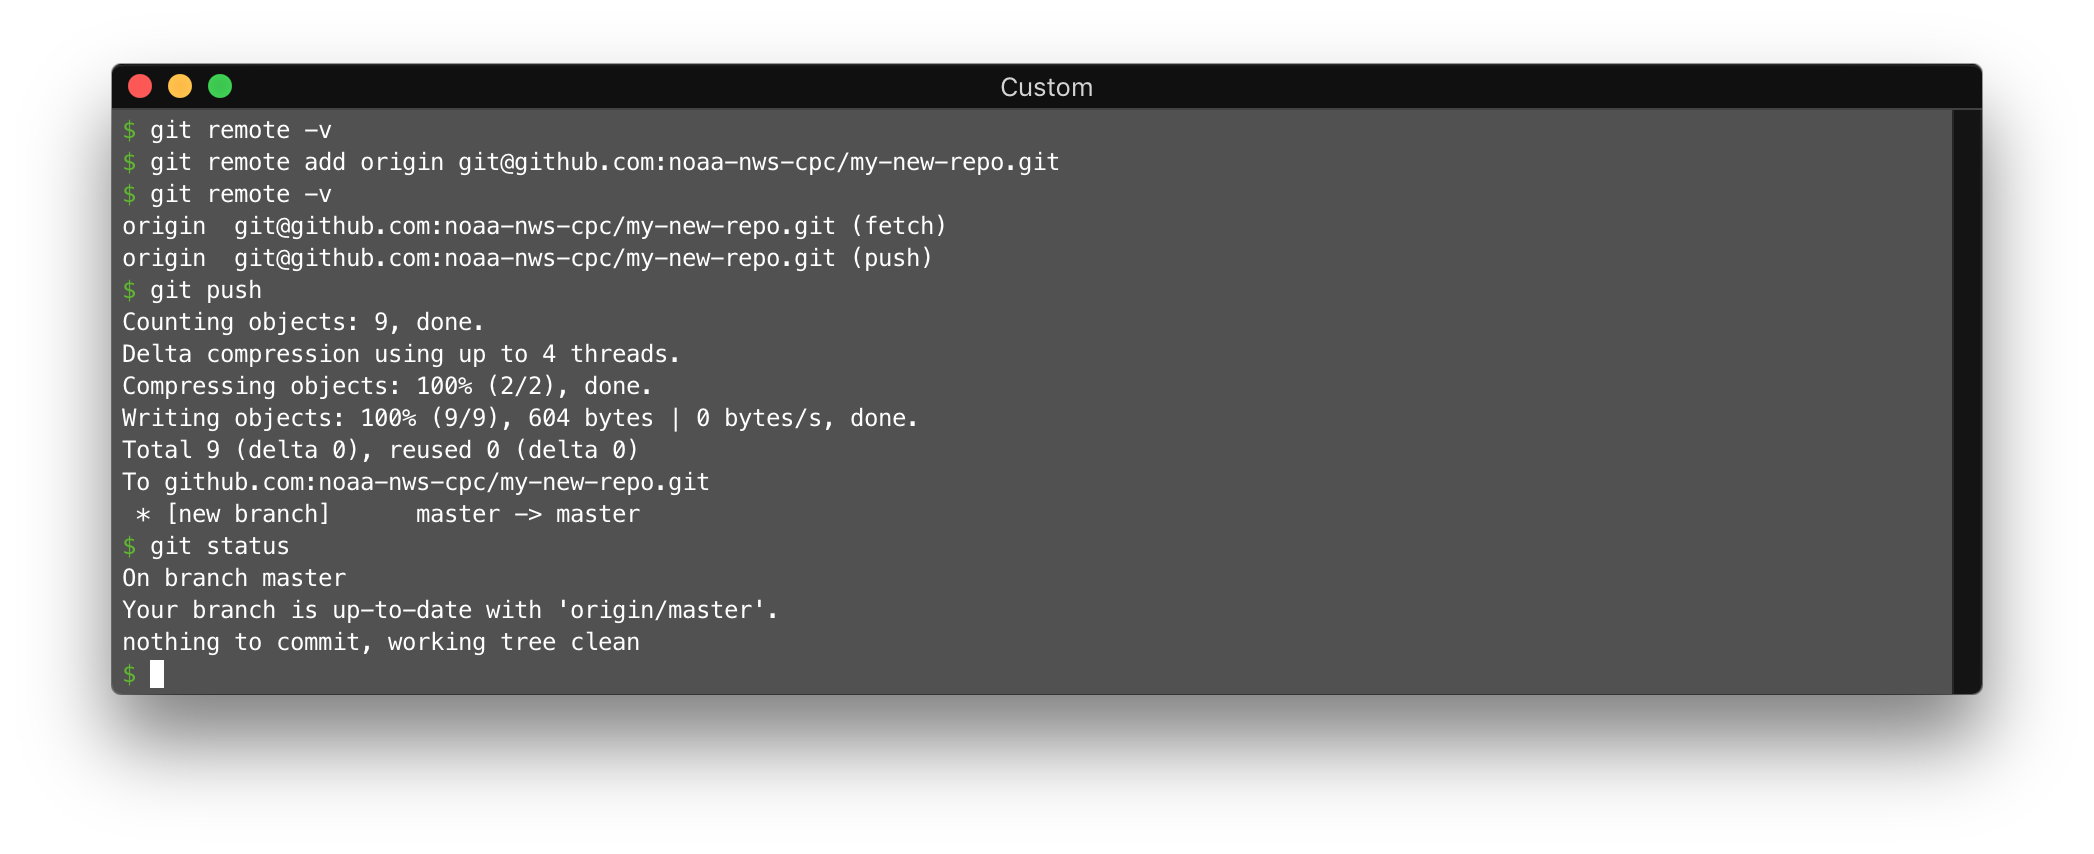 Custom
$ git remote -v
$ git remote add origin git@github.com:noaa-nws-cpc/my-new-repo.git
$ git remote -v
origin  git@github.com:noaa-nws-cpc/my-new-repo.git (fetch)
origin  git@github.com:noaa-nws-cpc/my-new-repo.git (push)
$ git push
Counting objects: 9, done.
Delta compression using up to 4 threads.
Compressing objects: 100% (2/2), done.
Writing objects: 100% (9/9), 604 bytes | 0 bytes/s, done.
Total 9 (delta 0), reused 0 (delta 0)
To github.com:noaa-nws-cpc/my-new-repo.git
 * [new branch]      master -> master
$ git status
On branch master
Your branch is up-to-date with 'origin/master'.
nothing to commit, working tree clean
$